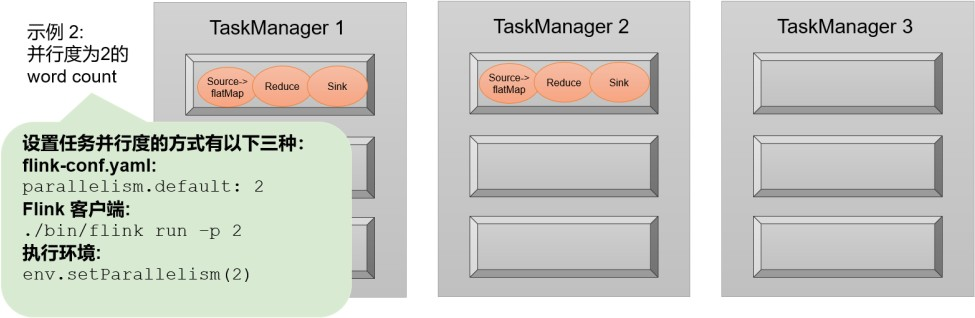 示例 2:
并行度为2的
word count
TaskManager 1
TaskManager 2
TaskManager 3
Source->
flatMap
Reduce
Sink
Source->
flatMap
Reduce
Sink
设置任务并行度的方式有以下三种:
flink-conf.yaml:
parallelism.default: 2
Flink 客户端:
./bin/flink run –p 2
执行环境:
env.setParallelism(2)